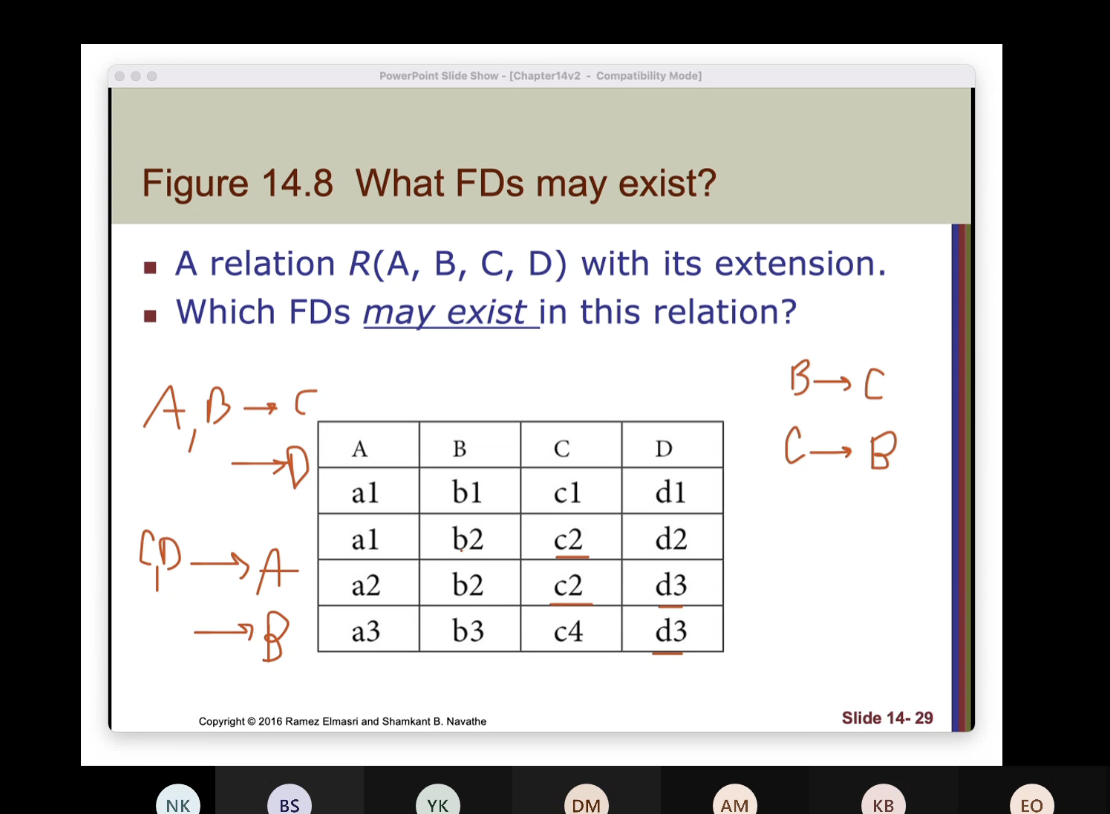 PowerPoint Slide Show - [Chapter14v2 - Compatibility Mode]
Figure 14.8 What FDs may exist?
A relation R(A, B, C, D) with its extension.
Which FDs may exist in this relation?
A, B → C
→ D
C, D → A
→ B
B → C
C → B
A B C D
a1 b1 c1 d1
a1 b2 c2 d2
a2 b2 c2 d3
a3 b3 c4 d3
Copyright © 2016 Ramez Elmasri and Shamkant B. Navathe
Slide 14- 29
NK BS YK DM AM KB EO